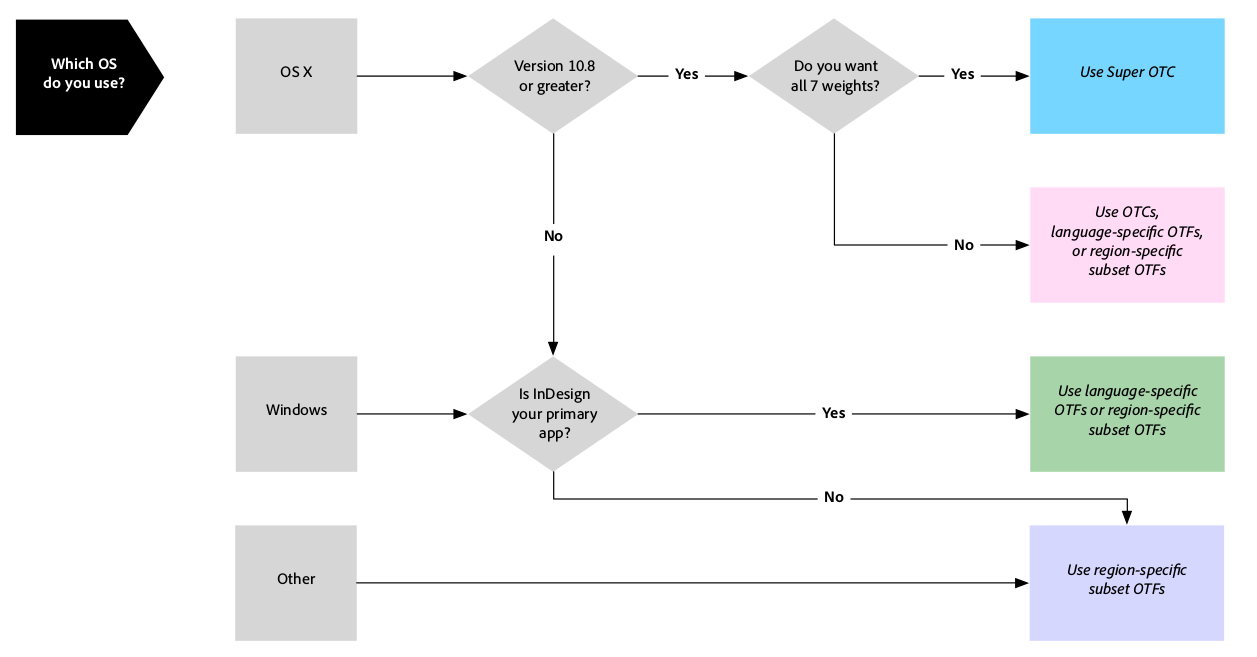 Which OS
do you use?
OS X
Version 10.8
or greater?
Yes
Do you want
all 7 weights?
Yes
Use Super OTC
No
No
Use OTCs,
language-specific OTFs,
or region-specific
subset OTFs
Windows
Is InDesign
your primary
app?
Yes
Use language-specific
OTFs or region-specific
subset OTFs
No
Other
Use region-specific
subset OTFs